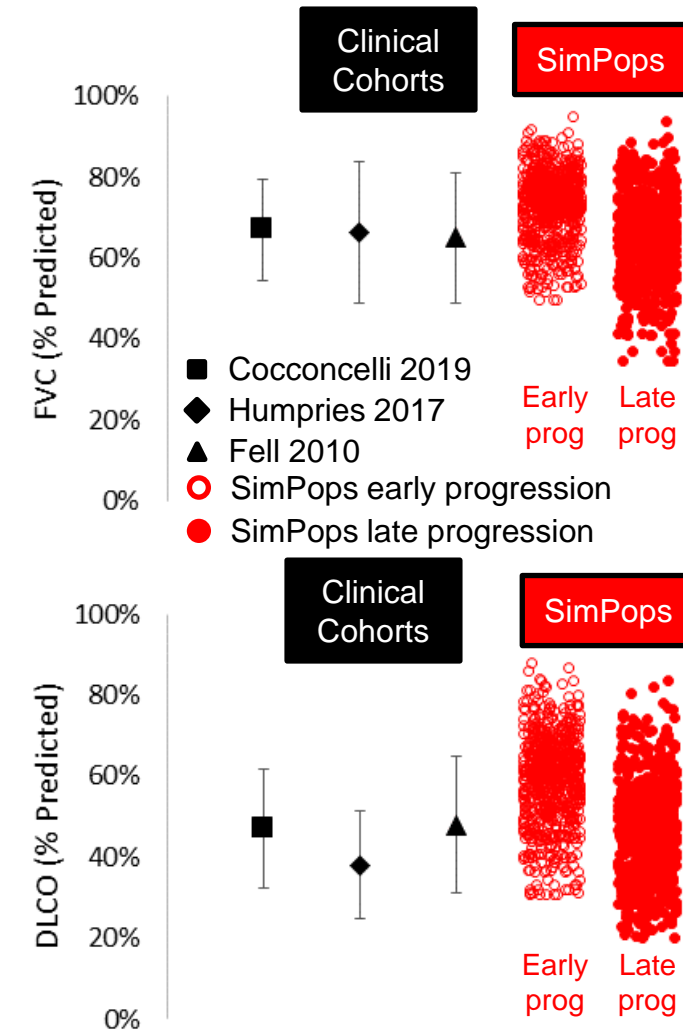 Clinical
Cohorts
SimPops
100%
80%
60%
40%
20%
0%
FVC (% Predicted)
Cocconcelli 2019
Humpries 2017
Fell 2010
SimPops early progression
SimPops late progression
Early
prog
Late
prog
Clinical
Cohorts
SimPops
100%
80%
60%
40%
20%
0%
DLCO (% Predicted)
Early
prog
Late
prog